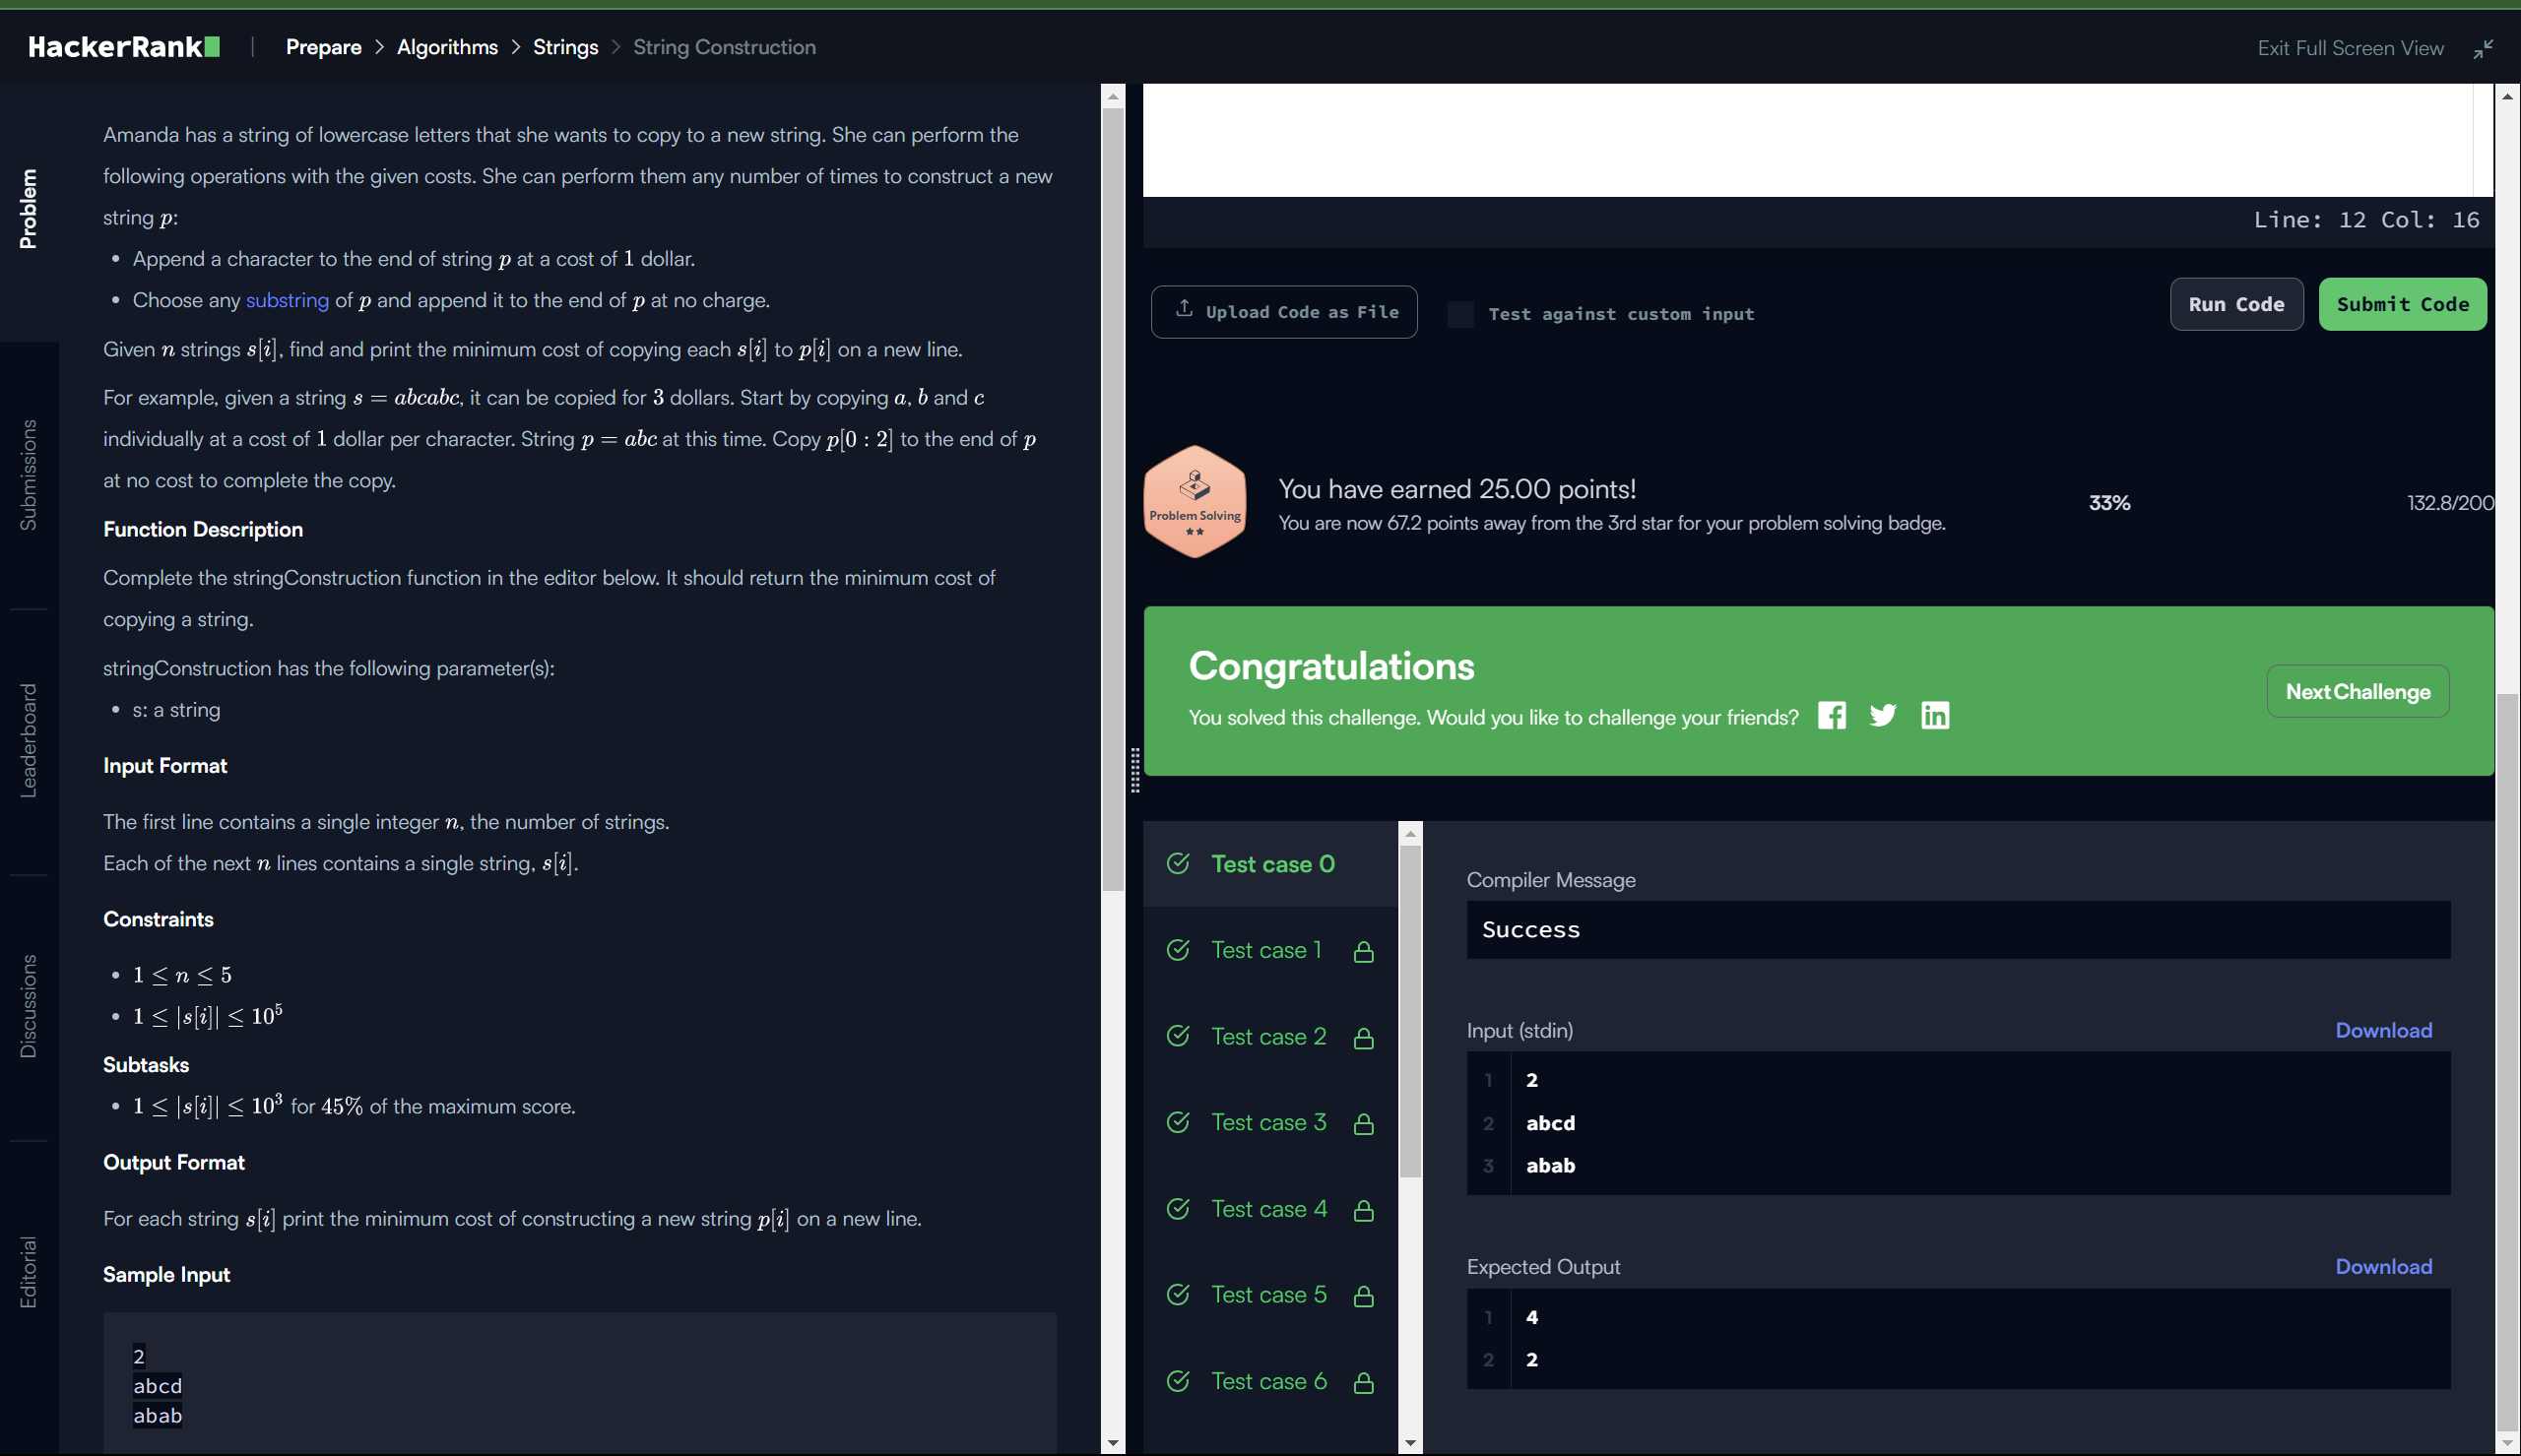 HackerRank
Prepare > Algorithms > Strings > String Construction
Exit Full Screen View
Problem
Submissions
Leaderboard
Discussions
Editorial
Amanda has a string of lowercase letters that she wants to copy to a new string. She can perform the
following operations with the given costs. She can perform them any number of times to construct a new
string p:
• Append a character to the end of string p at a cost of 1 dollar.
• Choose any substring of p and append it to the end of p at no charge.
Given n strings s[i], find and print the minimum cost of copying each s[i] to p[i] on a new line.
For example, given a string s = abcabc, it can be copied for 3 dollars. Start by copying a, b and c
individually at a cost of 1 dollar per character. String p = abc at this time. Copy p[0 : 2] to the end of p
at no cost to complete the copy.
Function Description
Complete the stringConstruction function in the editor below. It should return the minimum cost of
copying a string.
stringConstruction has the following parameter(s):
• s: a string
Input Format
The first line contains a single integer n, the number of strings.
Each of the next n lines contains a single string, s[i].
Constraints
• 1 ≤ n ≤ 5
• 1 ≤ |s[i]| ≤ 10⁵
Subtasks
• 1 ≤ |s[i]| ≤ 10³ for 45% of the maximum score.
Output Format
For each string s[i] print the minimum cost of constructing a new string p[i] on a new line.
Sample Input
2
abcd
abab
Line: 12 Col: 16
Upload Code as File
Test against custom input
Run Code
Submit Code
Problem Solving
You have earned 25.00 points!
You are now 67.2 points away from the 3rd star for your problem solving badge.
33%
132.8/200
Congratulations
You solved this challenge. Would you like to challenge your friends?
Next Challenge
Test case 0
Test case 1
Test case 2
Test case 3
Test case 4
Test case 5
Test case 6
Compiler Message
Success
Input (stdin)
Download
1 2
2 abcd
3 abab
Expected Output
Download
1 4
2 2